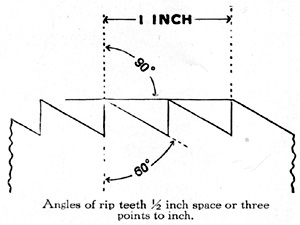 1 INCH
90°
60°
Angles of rip teeth ½ inch space or three
points to inch.